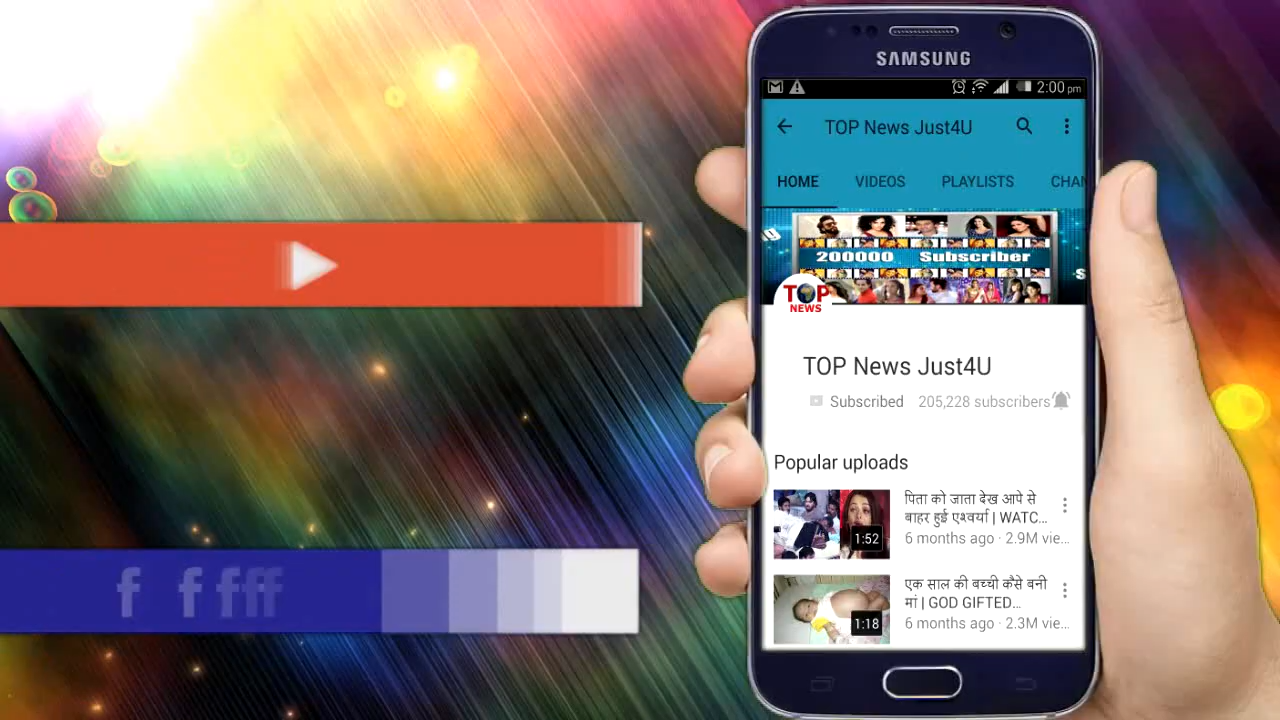 SAMSUNG
2:00 pm
TOP News Just4U
HOME VIDEOS PLAYLISTS CHAN
200000 Subscriber
TOP
NEWS
TOP News Just4U
Subscribed 205,228 subscribers
Popular uploads
पिता को जाता देख आपे से
बाहर हुई एश्वर्या | WATC...
1:52
6 months ago · 2.9M vie...
एक साल की बच्ची कैसे बनी
मां | GOD GIFTED...
1:18
6 months ago · 2.3M vie...
f f f f f